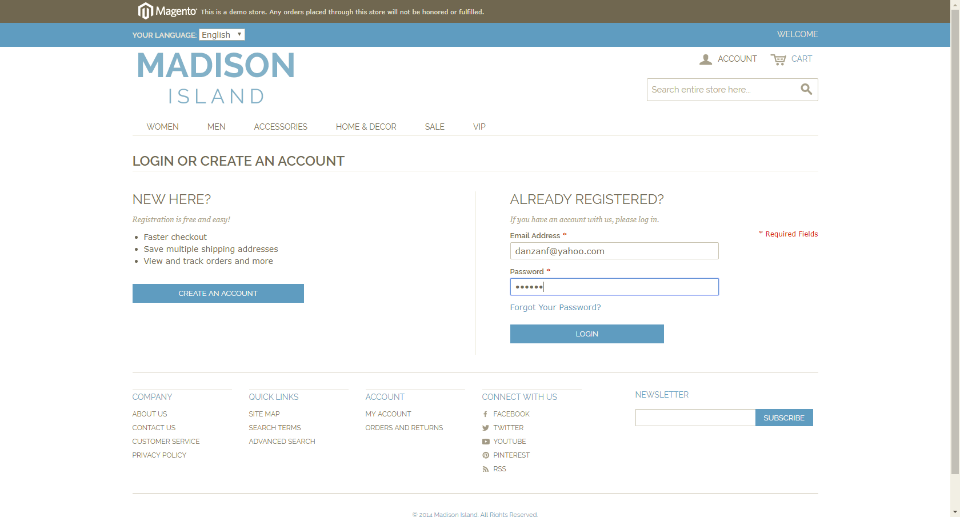 Magento This is a demo store. Any orders placed through this store will not be honored or fulfilled.
YOUR LANGUAGE: English WELCOME
MADISON
ISLAND
ACCOUNT CART
Search entire store here...
WOMEN MEN ACCESSORIES HOME & DECOR SALE VIP
LOGIN OR CREATE AN ACCOUNT
NEW HERE?
Registration is free and easy!
Faster checkout
Save multiple shipping addresses
View and track orders and more
CREATE AN ACCOUNT
ALREADY REGISTERED?
If you have an account with us, please log in.
* Required Fields
Email Address *
danzanf@yahoo.com
Password *
••••••
Forgot Your Password?
LOGIN
COMPANY
ABOUT US
CONTACT US
CUSTOMER SERVICE
PRIVACY POLICY
QUICK LINKS
SITE MAP
SEARCH TERMS
ADVANCED SEARCH
ACCOUNT
MY ACCOUNT
ORDERS AND RETURNS
CONNECT WITH US
FACEBOOK
TWITTER
YOUTUBE
PINTEREST
RSS
NEWSLETTER
SUBSCRIBE
© 2014 Madison Island. All Rights Reserved.